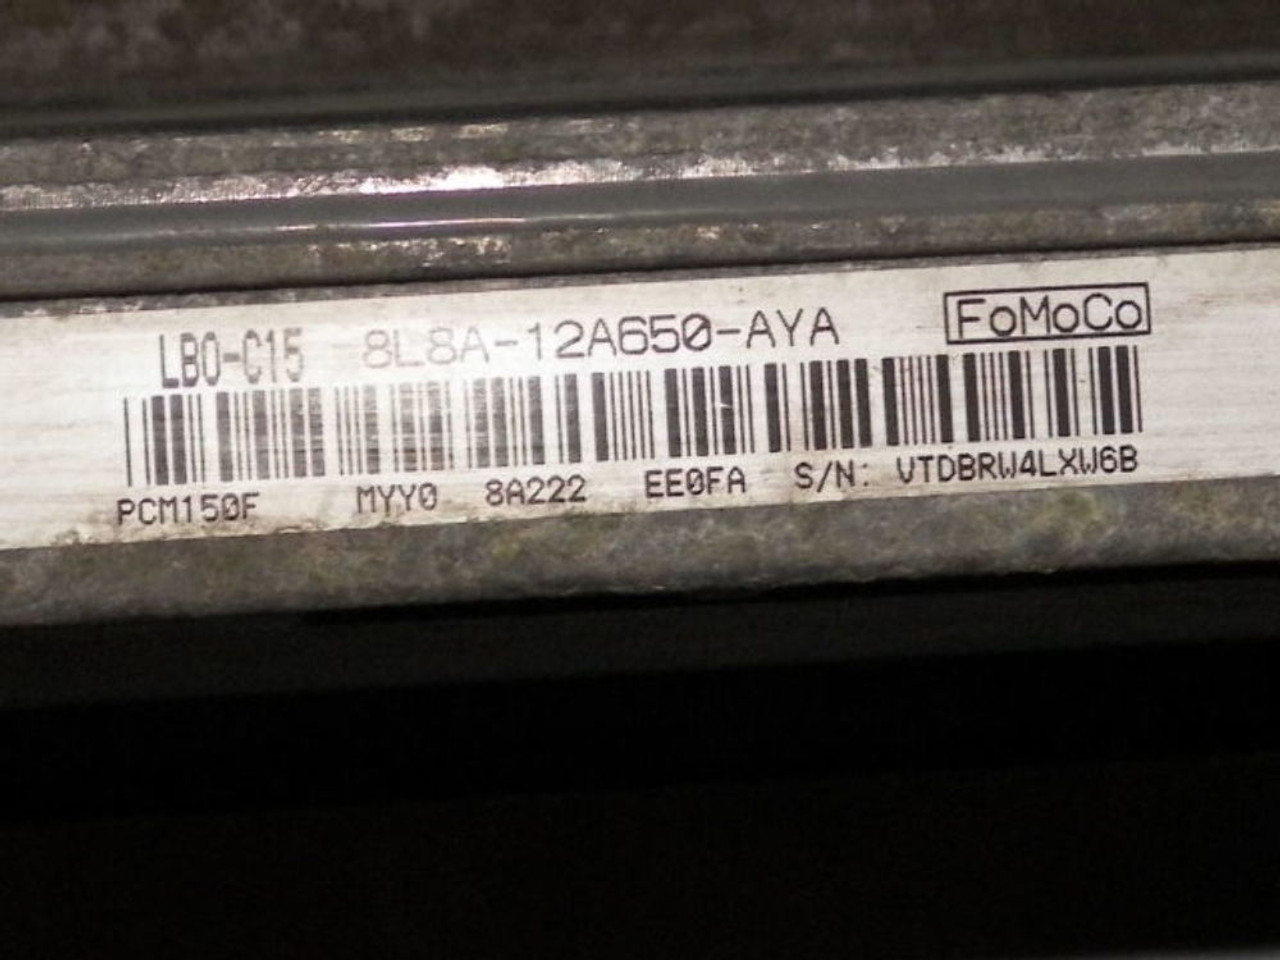 LBO-C15 8L8A-12A650-AYA FoMoCo
PCM150F MYY0 8A222 EE0FA S/N: VTDBRW4LXW6B